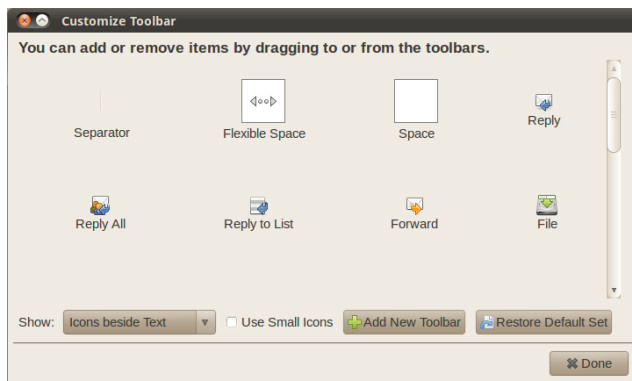 Customize Toolbar
You can add or remove items by dragging to or from the toolbars.
Separator
Flexible Space
Space
Reply
Reply All
Reply to List
Forward
File
Show: Icons beside Text Use Small Icons Add New Toolbar Restore Default Set
Done